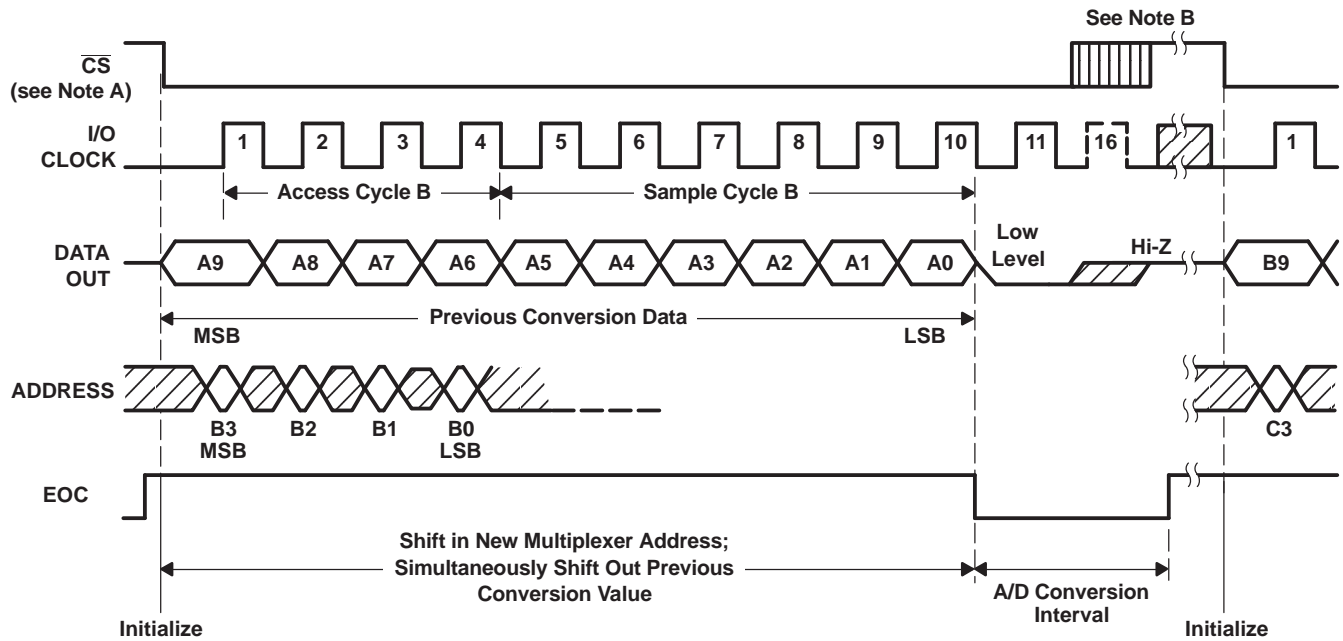 See Note B
CS
(see Note A)
I/O
CLOCK
1 2 3 4 5 6 7 8 9 10 11 16 1
Access Cycle B Sample Cycle B
DATA
OUT
A9 A8 A7 A6 A5 A4 A3 A2 A1 A0
Low
Level
Hi-Z
B9
Previous Conversion Data
MSB LSB
ADDRESS
B3 B2 B1 B0 C3
MSB LSB
EOC
Shift in New Multiplexer Address;
Simultaneously Shift Out Previous
Conversion Value
A/D Conversion
Interval
Initialize Initialize